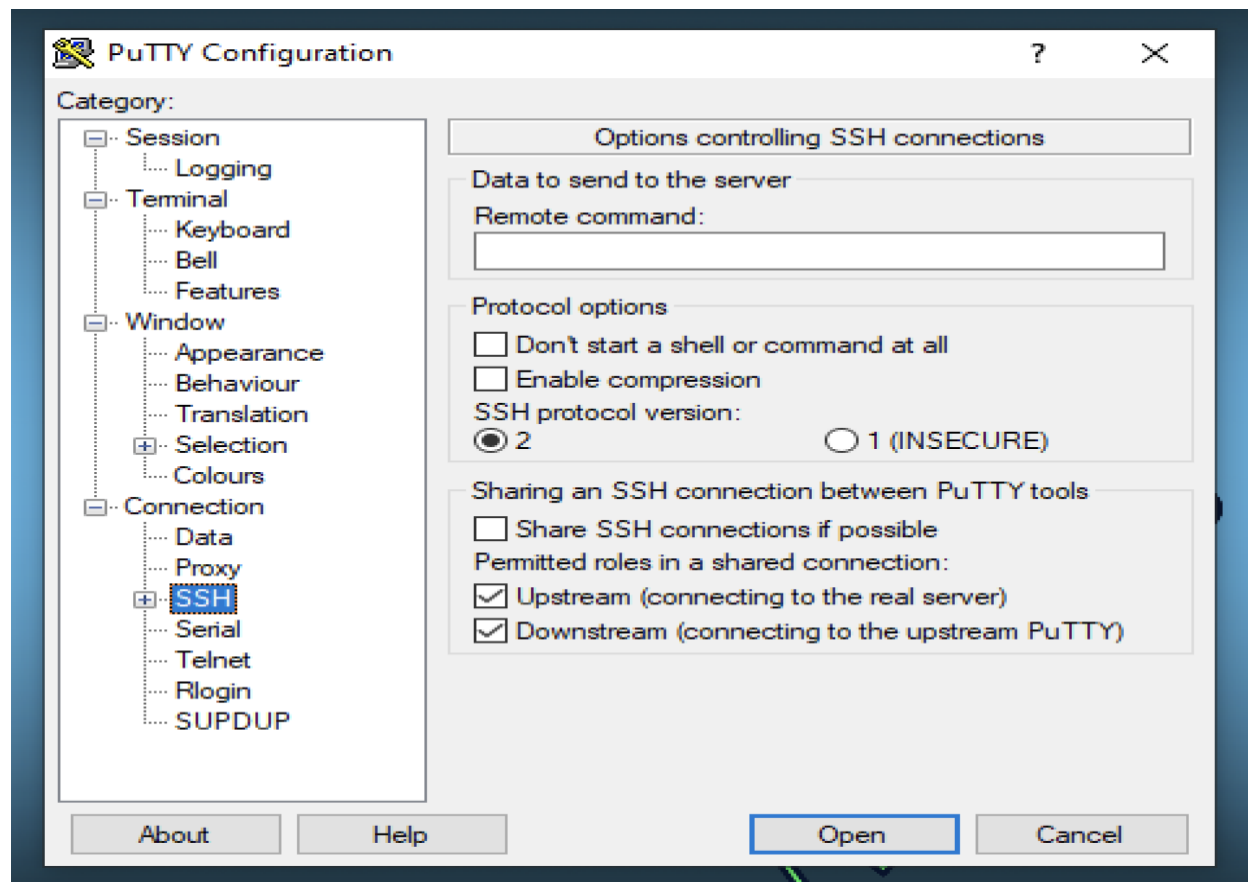 PuTTY Configuration
?
Category:
Session
Logging
Terminal
Keyboard
Bell
Features
Window
Appearance
Behaviour
Translation
Selection
Colours
Connection
Data
Proxy
SSH
Serial
Telnet
Rlogin
SUPDUP
Options controlling SSH connections
Data to send to the server
Remote command:
Protocol options
Don't start a shell or command at all
Enable compression
SSH protocol version:
2 1 (INSECURE)
Sharing an SSH connection between PuTTY tools
Share SSH connections if possible
Permitted roles in a shared connection:
Upstream (connecting to the real server)
Downstream (connecting to the upstream PuTTY)
About Help Open Cancel